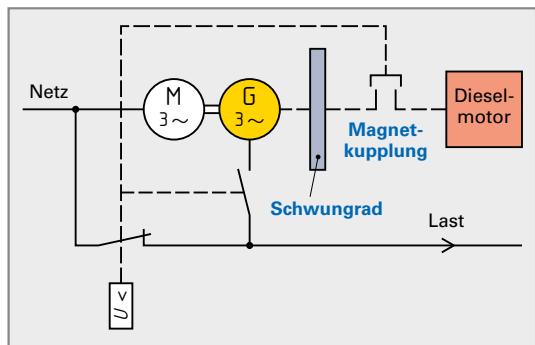 Netz
M
3~
G
3~
Diesel-
motor
Magnet-
kupplung
Schwungrad
Last
U <